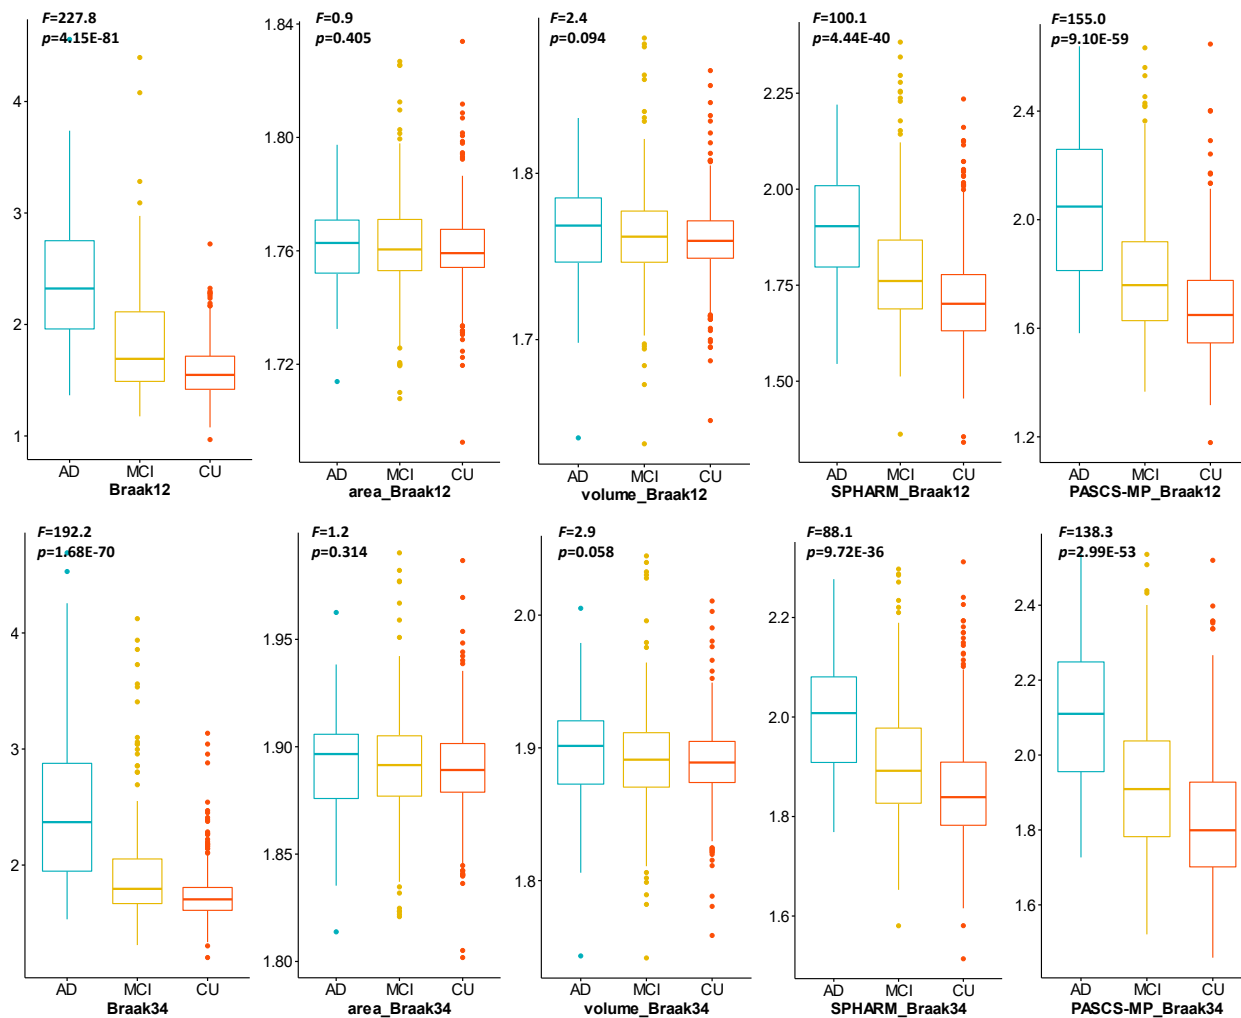 F=227.8
p=4.15E-81
4
3
2
1
AD MCI CU
Braak12
F=0.9
p=0.405
1.84
1.80
1.76
1.72
AD MCI CU
area_Braak12
F=2.4
p=0.094
1.8
1.7
AD MCI CU
volume_Braak12
F=100.1
p=4.44E-40
2.25
2.00
1.75
1.50
AD MCI CU
SPHARM_Braak12
F=155.0
p=9.10E-59
2.4
2.0
1.6
1.2
AD MCI CU
PASCS-MP_Braak12
F=192.2
p=1.68E-70
4
3
2
AD MCI CU
Braak34
F=1.2
p=0.314
1.95
1.90
1.85
1.80
AD MCI CU
area_Braak34
F=2.9
p=0.058
2.0
1.9
1.8
AD MCI CU
volume_Braak34
F=88.1
p=9.72E-36
2.2
2.0
1.8
1.6
AD MCI CU
SPHARM_Braak34
F=138.3
p=2.99E-53
2.4
2.2
2.0
1.8
1.6
AD MCI CU
PASCS-MP_Braak34